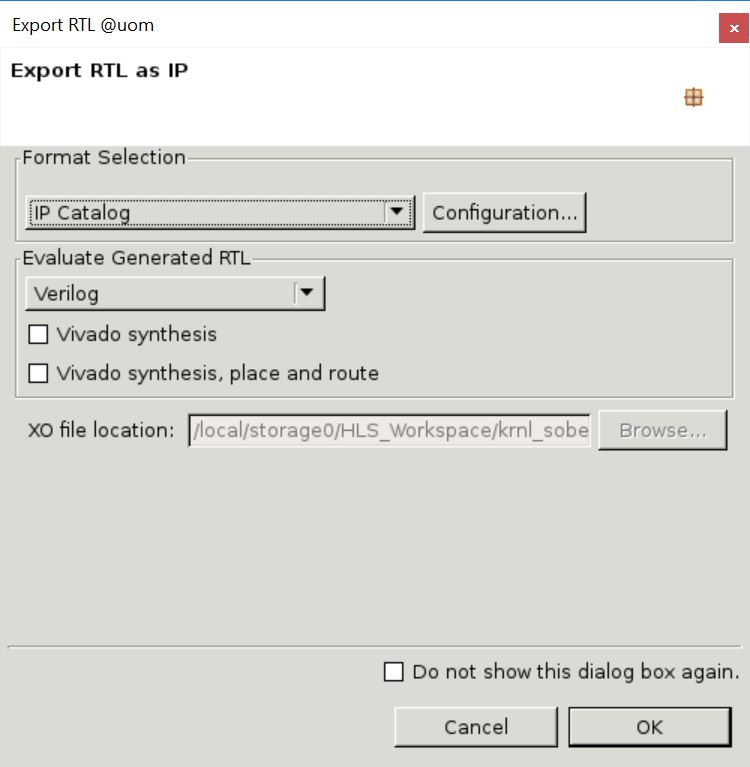 Export RTL @uom
Export RTL as IP
Format Selection
IP Catalog
Configuration...
Evaluate Generated RTL
Verilog
Vivado synthesis
Vivado synthesis, place and route
XO file location: /local/storage0/HLS_Workspace/krnl_sobe Browse...
Do not show this dialog box again.
Cancel OK